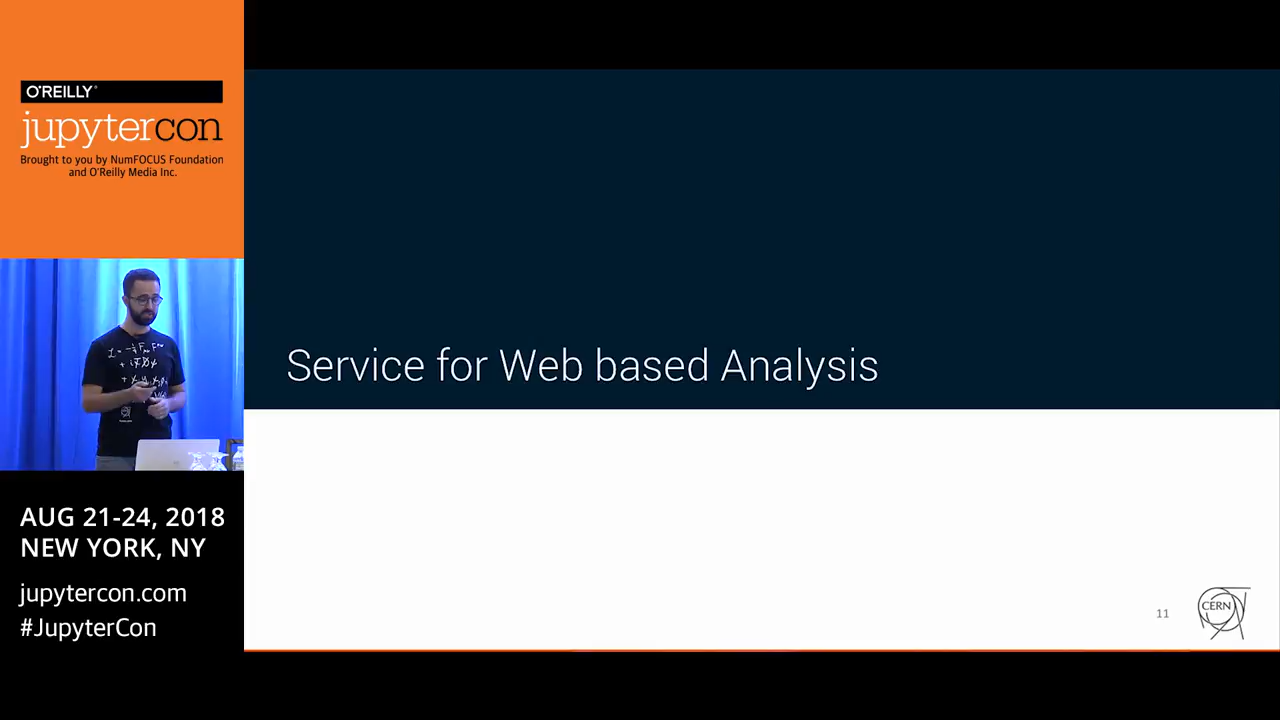 O'REILLY®
jupytercon
Brought to you by NumFOCUS Foundation
and O'Reilly Media Inc.
AUG 21-24, 2018
NEW YORK, NY
jupytercon.com
#JupyterCon
Service for Web based Analysis
11
CERN